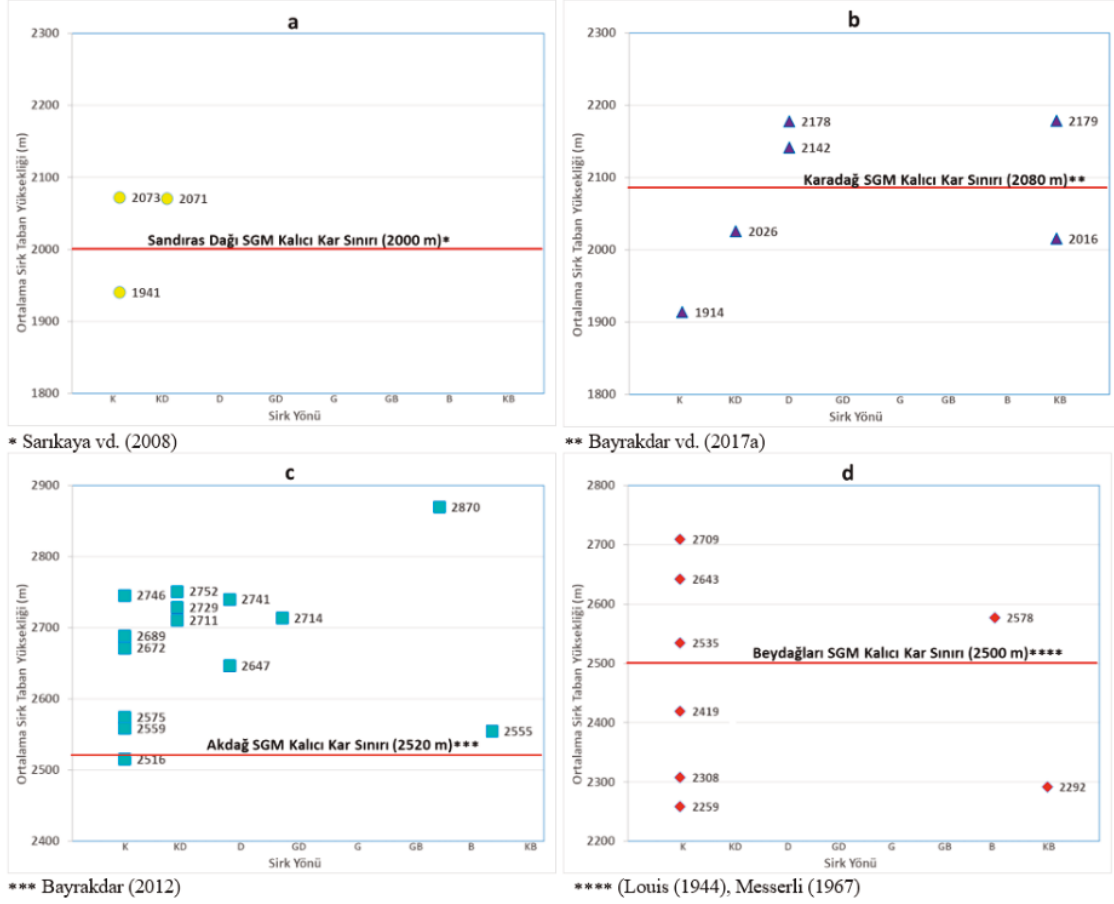 a
Ortalama Sirk Taban Yüksekliği (m)
2300
2200
2100
2000
1900
1800
2073
2071
Sandıras Dağı SGM Kalıcı Kar Sınırı (2000 m)*
1941
K KD D GD G GB B KB
Sirk Yönü
* Sarıkaya vd. (2008)
b
Ortalama Sirk Taban Yüksekliği (m)
2300
2200
2100
2000
1900
1800
2178
2179
2142
Karadağ SGM Kalıcı Kar Sınırı (2080 m)**
2026
2016
1914
K KD D GD G GB B KB
Sirk Yönü
** Bayrakdar vd. (2017a)
c
Ortalama Sirk Taban Yüksekliği (m)
2900
2800
2700
2600
2500
2400
2870
2746
2752
2741
2729
2711
2714
2689
2672
2647
2575
2559
2555
Akdağ SGM Kalıcı Kar Sınırı (2520 m)***
2516
K KD D GD G GB B KB
Sirk Yönü
*** Bayrakdar (2012)
d
Ortalama Sirk Taban Yüksekliği (m)
2800
2700
2600
2500
2400
2300
2200
2709
2643
2578
2535
Beydağları SGM Kalıcı Kar Sınırı (2500 m)****
2419
2308
2292
2259
K KD D GD G GB B KB
Sirk Yönü
**** (Louis (1944), Messerli (1967)